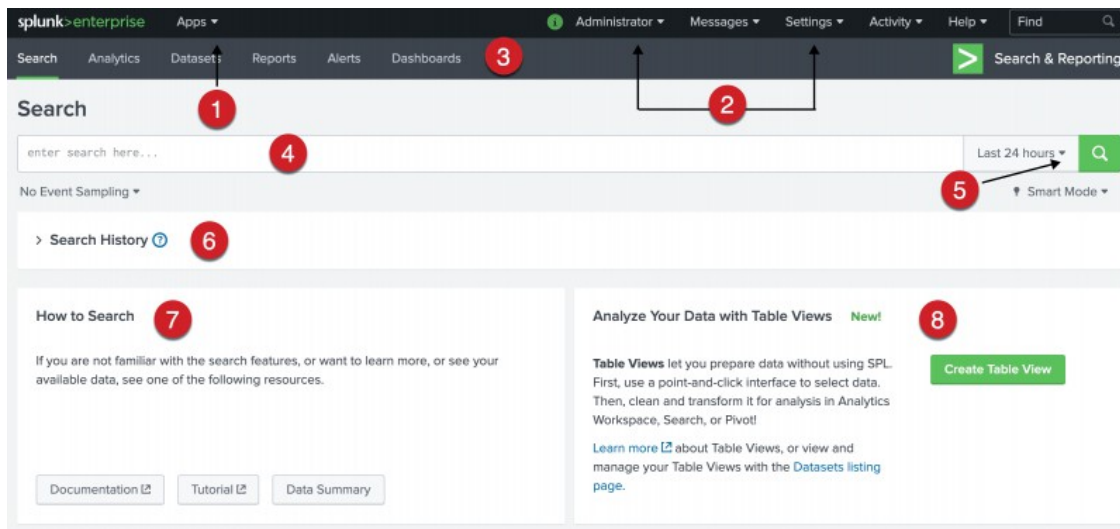 splunk>enterprise Apps Administrator Messages Settings Activity Help Find
Search Analytics Datasets Reports Alerts Dashboards 3 Search & Reporting
Search 1 2
enter search here... 4 Last 24 hours
No Event Sampling 5 Smart Mode
> Search History ? 6
How to Search 7
If you are not familiar with the search features, or want to learn more, or see your
available data, see one of the following resources.
Documentation Tutorial Data Summary
Analyze Your Data with Table Views New! 8
Table Views let you prepare data without using SPL.
First, use a point-and-click interface to select data.
Then, clean and transform it for analysis in Analytics
Workspace, Search, or Pivot!
Create Table View
Learn more about Table Views, or view and
manage your Table Views with the Datasets listing
page.